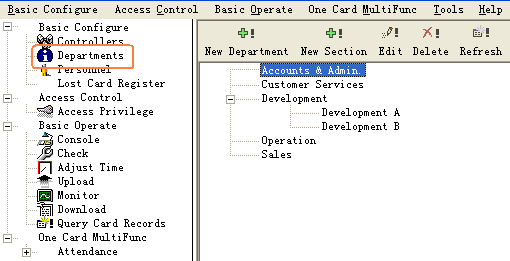 Basic Configure Access Control Basic Operate One Card MultiFunc Tools Help
Basic Configure
Controllers
Departments
Personnel
Lost Card Register
Access Control
Access Privilege
Basic Operate
Console
Check
Adjust Time
Upload
Monitor
Download
Query Card Records
One Card MultiFunc
Attendance
New Department New Section Edit Delete Refresh
Accounts & Admin.
Customer Services
Development
Development A
Development B
Operation
Sales